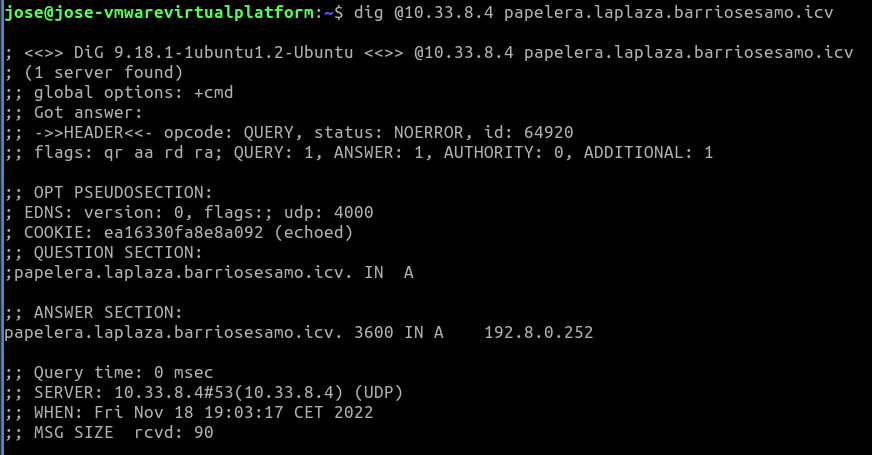 jose@jose-vmwarevirtualplatform:~$ dig @10.33.8.4 papelera.laplaza.barriosesamo.icv
; <<>> DiG 9.18.1-1ubuntu1.2-Ubuntu <<>> @10.33.8.4 papelera.laplaza.barriosesamo.icv
; (1 server found)
;; global options: +cmd
;; Got answer:
;; ->>HEADER<<- opcode: QUERY, status: NOERROR, id: 64920
;; flags: qr aa rd ra; QUERY: 1, ANSWER: 1, AUTHORITY: 0, ADDITIONAL: 1
;; OPT PSEUDOSECTION:
; EDNS: version: 0, flags:; udp: 4000
; COOKIE: ea16330fa8e8a092 (echoed)
;; QUESTION SECTION:
;papelera.laplaza.barriosesamo.icv. IN  A
;; ANSWER SECTION:
papelera.laplaza.barriosesamo.icv. 3600 IN A    192.8.0.252
;; Query time: 0 msec
;; SERVER: 10.33.8.4#53(10.33.8.4) (UDP)
;; WHEN: Fri Nov 18 19:03:17 CET 2022
;; MSG SIZE  rcvd: 90